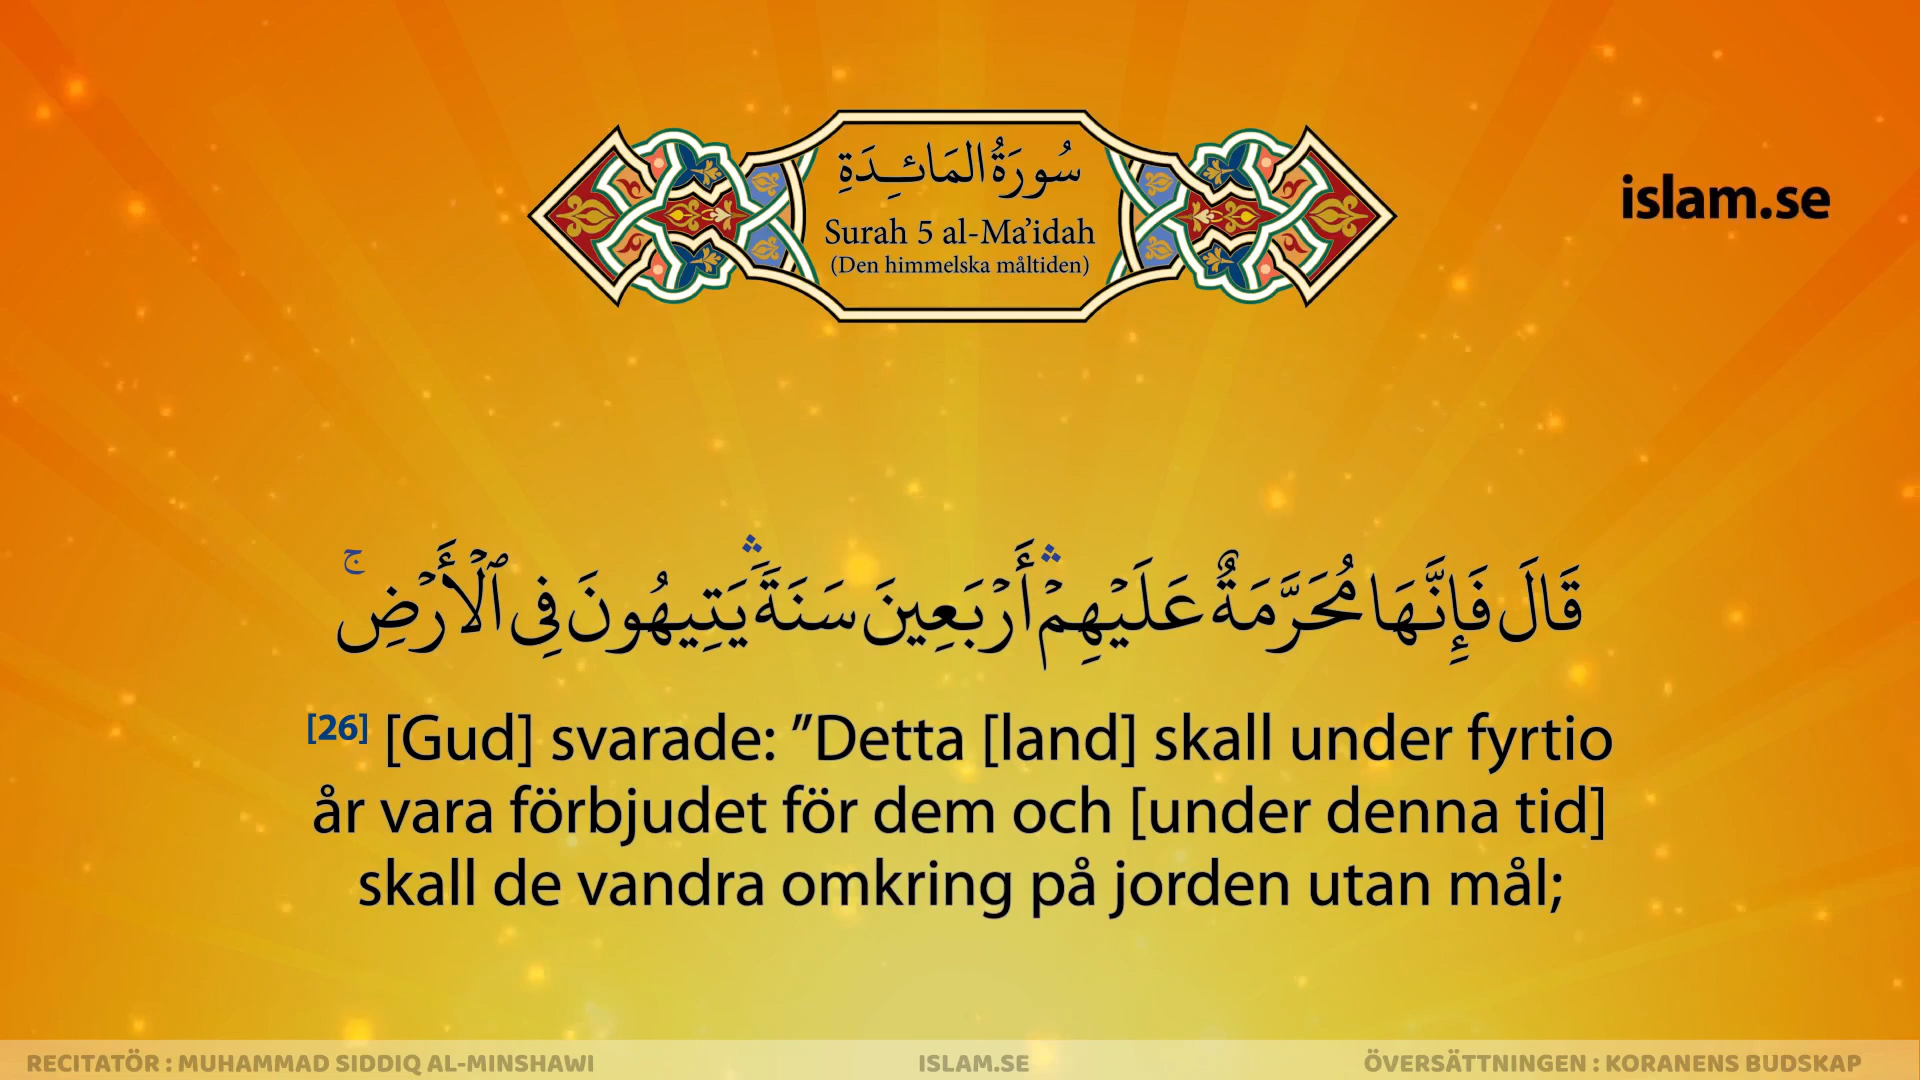 سُورَةُ المَائِدَةِ
Surah 5 al-Ma’idah
(Den himmelska måltiden)
islam.se
قَالَ فَإِنَّهَا مُحَرَّمَةٌ عَلَيۡهِمۡۛ أَرۡبَعِينَ سَنَةٗۛ يَتِيهُونَ فِي ٱلۡأَرۡضِۚ
[26] [Gud] svarade: ”Detta [land] skall under fyrtio
år vara förbjudet för dem och [under denna tid]
skall de vandra omkring på jorden utan mål;
RECITATÖR : MUHAMMAD SIDDIQ AL-MINSHAWI
ISLAM.SE
ÖVERSÄTTNINGEN : KORANENS BUDSKAP